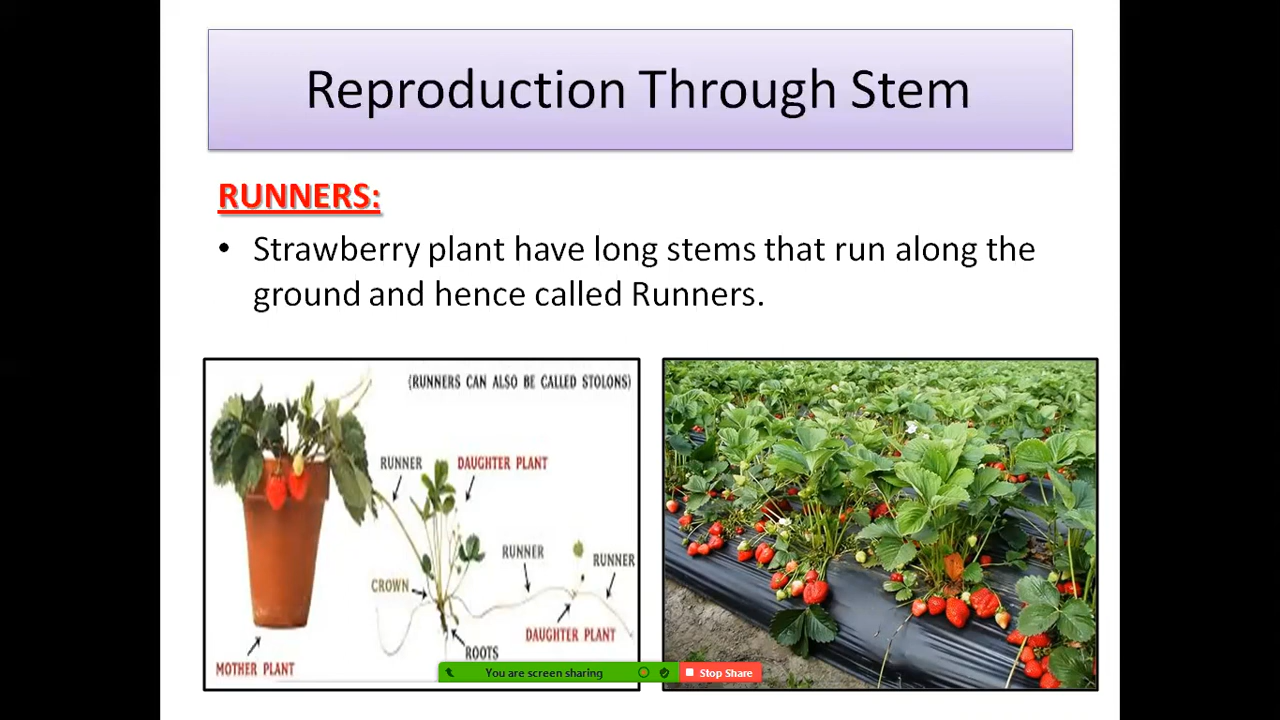 Reproduction Through Stem
RUNNERS:
• Strawberry plant have long stems that run along the
ground and hence called Runners.
(RUNNERS CAN ALSO BE CALLED STOLONS)
RUNNER
DAUGHTER PLANT
RUNNER
RUNNER
CROWN
DAUGHTER PLANT
ROOTS
MOTHER PLANT
You are screen sharing
Stop Share